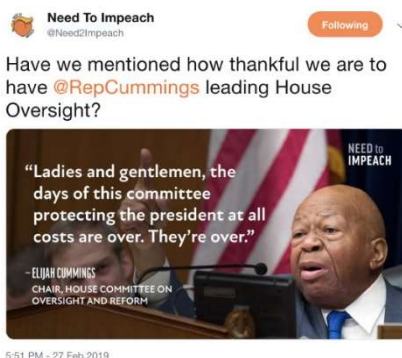 Need To Impeach
@Need2Impeach
Following
Have we mentioned how thankful we are to
have @RepCummings leading House
Oversight?
NEED to
IMPEACH
“Ladies and gentlemen, the
days of this committee
protecting the president at all
costs are over. They’re over.”
- ELIJAH CUMMINGS
CHAIR, HOUSE COMMITTEE ON
OVERSIGHT AND REFORM
5:51 PM - 27 Feb 2019